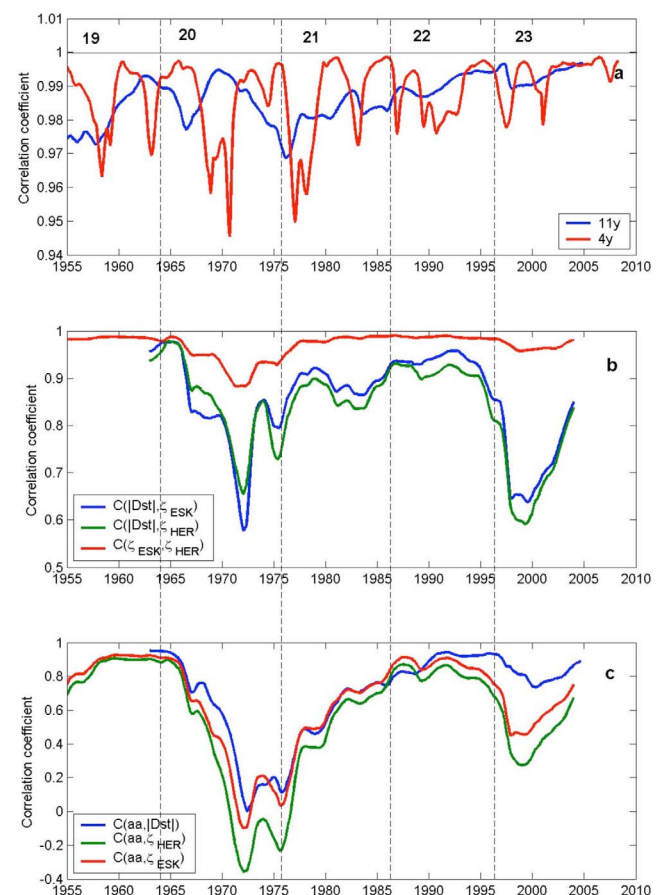 1.01
19 20 21 22 23
1
a
0.99
0.98
0.97
0.96
0.95
0.94
Correlation coefficient
11y
4y
1955 1960 1965 1970 1975 1980 1985 1990 1995 2000 2005 2010
1
b
0.9
0.8
0.7
0.6
0.5
Correlation coefficient
C(|Dst|,ζ ESK)
C(|Dst|,ζ HER)
C(ζ ESK,ζ HER)
1955 1960 1965 1970 1975 1980 1985 1990 1995 2000 2005 2010
1
c
0.8
0.6
0.4
0.2
0
-0.2
-0.4
Correlation coefficient
C(aa,|Dst|)
C(aa,ζ HER)
C(aa,ζ ESK)
1955 1960 1965 1970 1975 1980 1985 1990 1995 2000 2005 2010